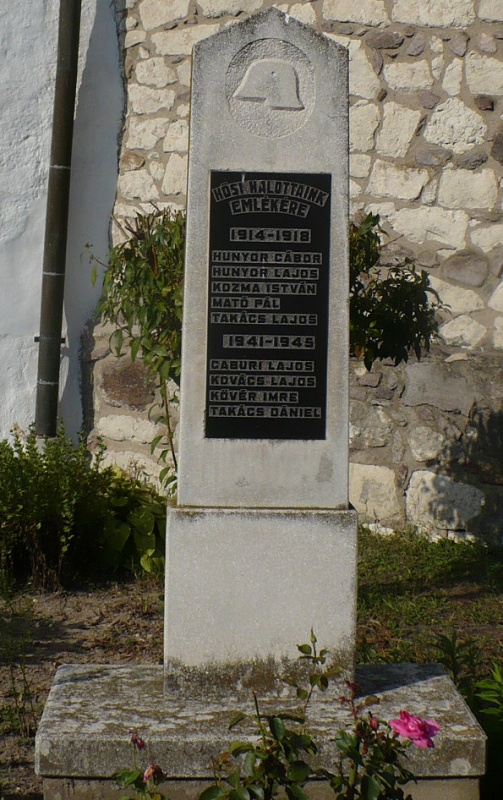 HŐSI HALOTTAINK
EMLÉKÉRE
1914-1918
HUNYOR GÁBOR
HUNYOR LAJOS
KOZMA ISTVÁN
MATÓ PÁL
TAKÁCS LAJOS
1941-1945
GABURI LAJOS
KOVÁCS LAJOS
KÖVÉR IMRE
TAKÁCS DÁNIEL